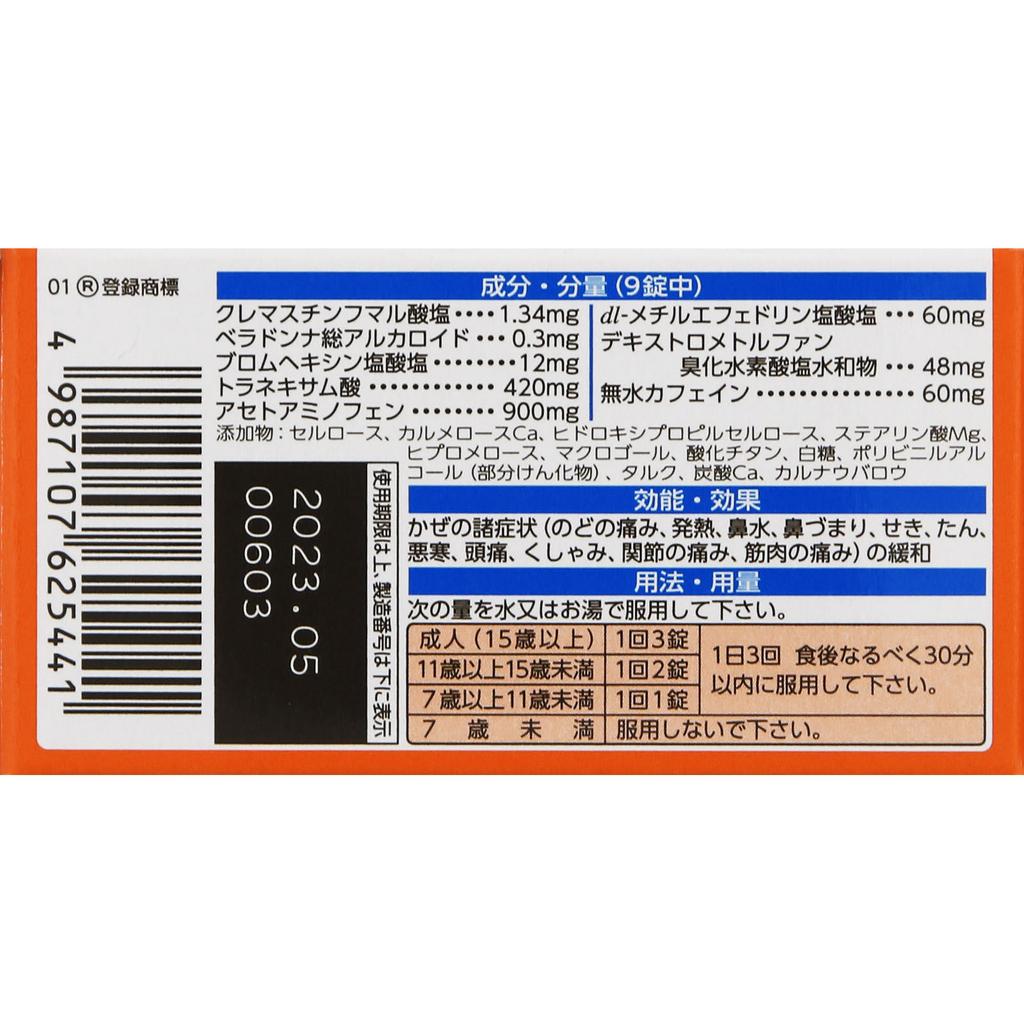 01 ®登録商標
4 987107 625441
成分・分量(9錠中)
クレマスチンフマル酸塩････1.34mg
ベラドンナ総アルカロイド･･･0.3mg
ブロムヘキシン塩酸塩･･････12mg
トラネキサム酸････････････420mg
アセトアミノフェン････････900mg
dl-メチルエフェドリン塩酸塩･･･60mg
デキストロメトルファン
臭化水素酸塩水和物･･･48mg
無水カフェイン･･････････････60mg
添加物:セルロース、カルメロースCa、ヒドロキシプロピルセルロース、ステアリン酸Mg、
ヒプロメロース、マクロゴール、酸化チタン、白糖、ポリビニルアル
コール(部分けん化物)、タルク、炭酸Ca、カルナウバロウ
使用期限は上、製造番号は下に表示
2023.05
00603
効能・効果
かぜの諸症状(のどの痛み、発熱、鼻水、鼻づまり、せき、たん、
悪寒、頭痛、くしゃみ、関節の痛み、筋肉の痛み)の緩和
用法・用量
次の量を水又はお湯で服用して下さい。
成人(15歳以上) 1回3錠
11歳以上15歳未満 1回2錠
7歳以上11歳未満 1回1錠
1日3回 食後なるべく30分
以内に服用して下さい。
7歳未満 服用しないで下さい。